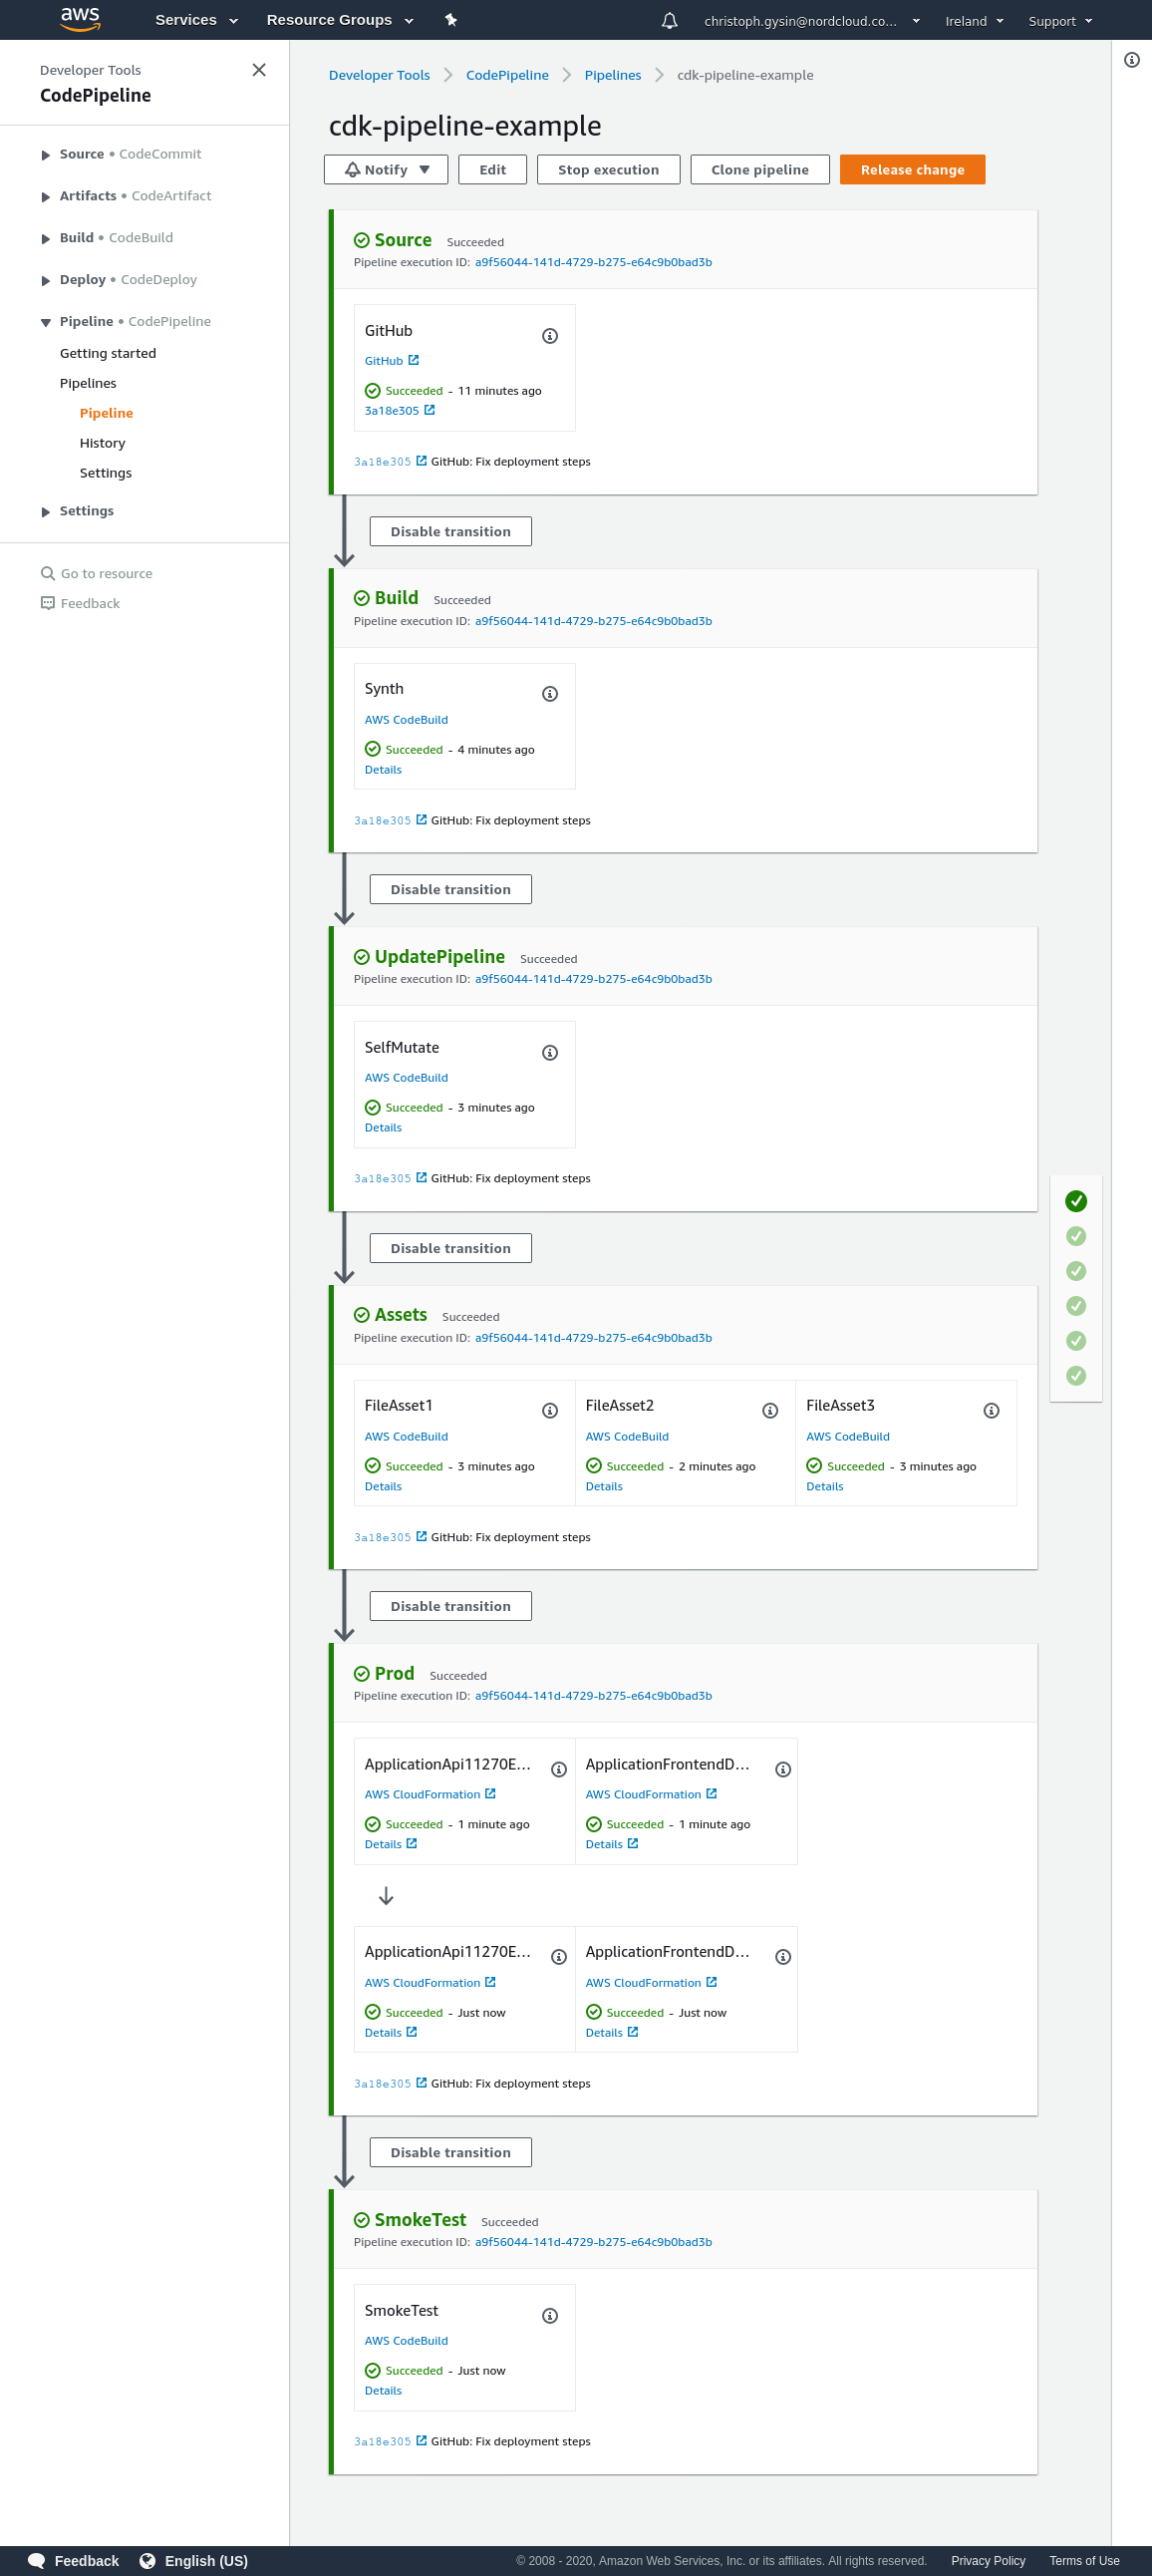 aws Services Resource Groups christoph.gysin@nordcloud.co... Ireland Support
Developer Tools
CodePipeline
Source • CodeCommit
Artifacts • CodeArtifact
Build • CodeBuild
Deploy • CodeDeploy
Pipeline • CodePipeline
Getting started
Pipelines
Pipeline
History
Settings
Settings
Go to resource
Feedback
Developer Tools CodePipeline Pipelines cdk-pipeline-example
cdk-pipeline-example
Notify Edit Stop execution Clone pipeline Release change
Source Succeeded
Pipeline execution ID: a9f56044-141d-4729-b275-e64c9b0bad3b
GitHub
GitHub
Succeeded - 11 minutes ago
3a18e305
3a18e305 GitHub: Fix deployment steps
Disable transition
Build Succeeded
Pipeline execution ID: a9f56044-141d-4729-b275-e64c9b0bad3b
Synth
AWS CodeBuild
Succeeded - 4 minutes ago
Details
3a18e305 GitHub: Fix deployment steps
Disable transition
UpdatePipeline Succeeded
Pipeline execution ID: a9f56044-141d-4729-b275-e64c9b0bad3b
SelfMutate
AWS CodeBuild
Succeeded - 3 minutes ago
Details
3a18e305 GitHub: Fix deployment steps
Disable transition
Assets Succeeded
Pipeline execution ID: a9f56044-141d-4729-b275-e64c9b0bad3b
FileAsset1 FileAsset2 FileAsset3
AWS CodeBuild AWS CodeBuild AWS CodeBuild
Succeeded - 3 minutes ago Succeeded - 2 minutes ago Succeeded - 3 minutes ago
Details Details Details
3a18e305 GitHub: Fix deployment steps
Disable transition
Prod Succeeded
Pipeline execution ID: a9f56044-141d-4729-b275-e64c9b0bad3b
ApplicationApi11270E... ApplicationFrontendD...
AWS CloudFormation AWS CloudFormation
Succeeded - 1 minute ago Succeeded - 1 minute ago
Details Details
ApplicationApi11270E... ApplicationFrontendD...
AWS CloudFormation AWS CloudFormation
Succeeded - Just now Succeeded - Just now
Details Details
3a18e305 GitHub: Fix deployment steps
Disable transition
SmokeTest Succeeded
Pipeline execution ID: a9f56044-141d-4729-b275-e64c9b0bad3b
SmokeTest
AWS CodeBuild
Succeeded - Just now
Details
3a18e305 GitHub: Fix deployment steps
Feedback English (US) © 2008 - 2020, Amazon Web Services, Inc. or its affiliates. All rights reserved. Privacy Policy Terms of Use